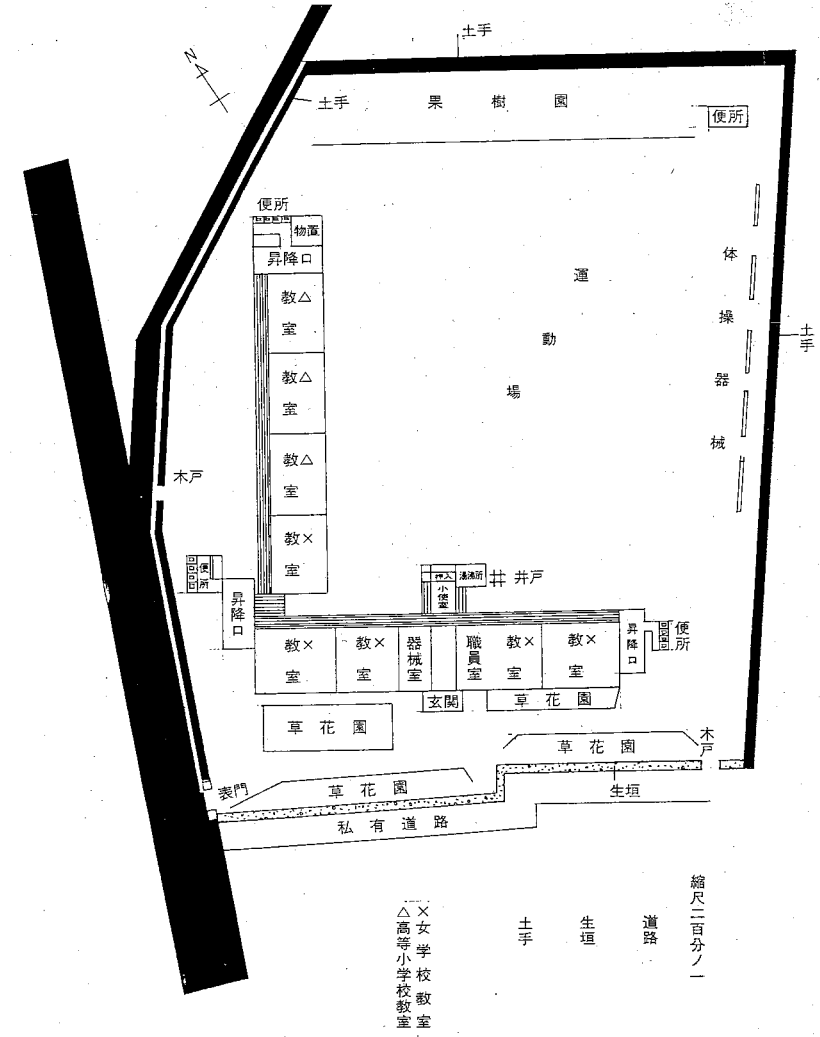 土手
N
土手
果樹園
便所
便所
物置
昇降口
教△室
運動場
体操器械
土手
教△室
教△室
木戸
教×室
便所
押入
湯沸所
井戸
小使室
昇降口
教×室
教×室
器械室
職員室
教×室
教×室
昇降口
便所
玄関
草花園
草花園
草花園
木戸
表門
草花園
生垣
私有道路
縮尺二百分ノ一
道路
生垣
土手
×女学校教室
△高等小学校教室